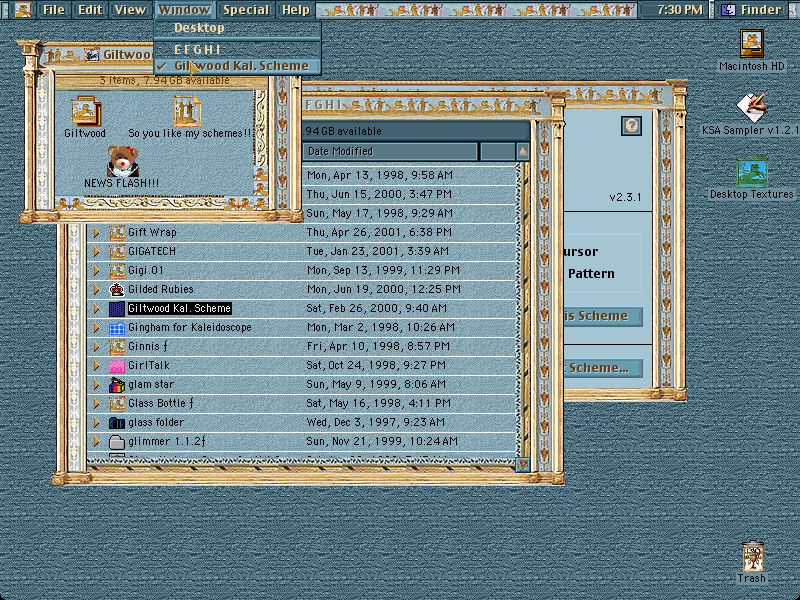 File Edit View Window Special Help 7:30 PM Finder
Desktop
E F G H I
✓ Giltwood Kal. Scheme
Giltwoo
3 items, 7.94 GB available
Giltwood
So you like my schemes!!
NEWS FLASH!!!
F G H I
94 GB available
Date Modified
Mon, Apr 13, 1998, 9:58 AM
Thu, Jun 15, 2000, 3:47 PM
Sun, May 17, 1998, 9:29 AM
Gift Wrap Thu, Apr 26, 2001, 6:38 PM
GIGATECH Tue, Jan 23, 2001, 3:39 AM
Gigi.01 Mon, Sep 13, 1999, 11:29 PM
Gilded Rubies Mon, Jun 19, 2000, 12:25 PM
Giltwood Kal. Scheme Sat, Feb 26, 2000, 9:40 AM
Gingham for Kaleidoscope Mon, Mar 2, 1998, 10:26 AM
Ginnis ƒ Fri, Apr 10, 1998, 8:57 PM
GirlTalk Sat, Oct 24, 1998, 9:27 PM
glam star Sun, May 9, 1999, 8:06 AM
Glass Bottle ƒ Sat, May 16, 1998, 4:11 PM
glass folder Wed, Dec 3, 1997, 9:23 AM
glimmer 1.1.2ƒ Sun, Nov 21, 1999, 10:24 AM
?
v2.3.1
ursor
Pattern
is Scheme
Scheme...
Macintosh HD
KSA Sampler v1.2.1
Desktop Textures
Trash